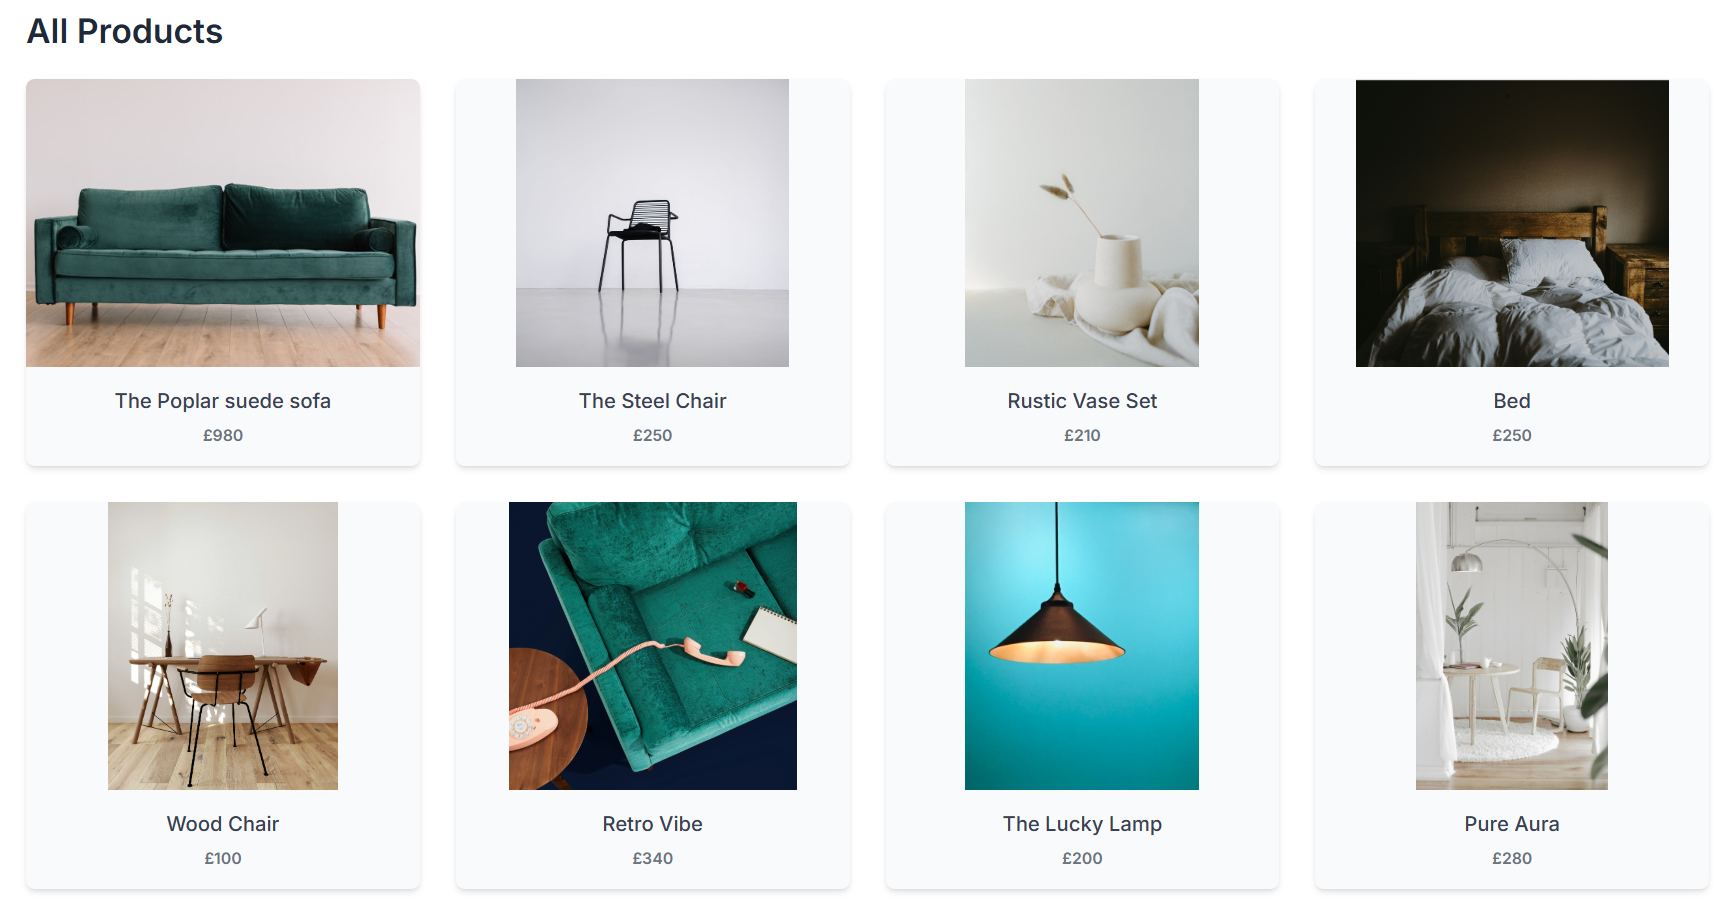 All Products
The Poplar suede sofa
£980
The Steel Chair
£250
Rustic Vase Set
£210
Bed
£250
Wood Chair
£100
Retro Vibe
£340
The Lucky Lamp
£200
Pure Aura
£280